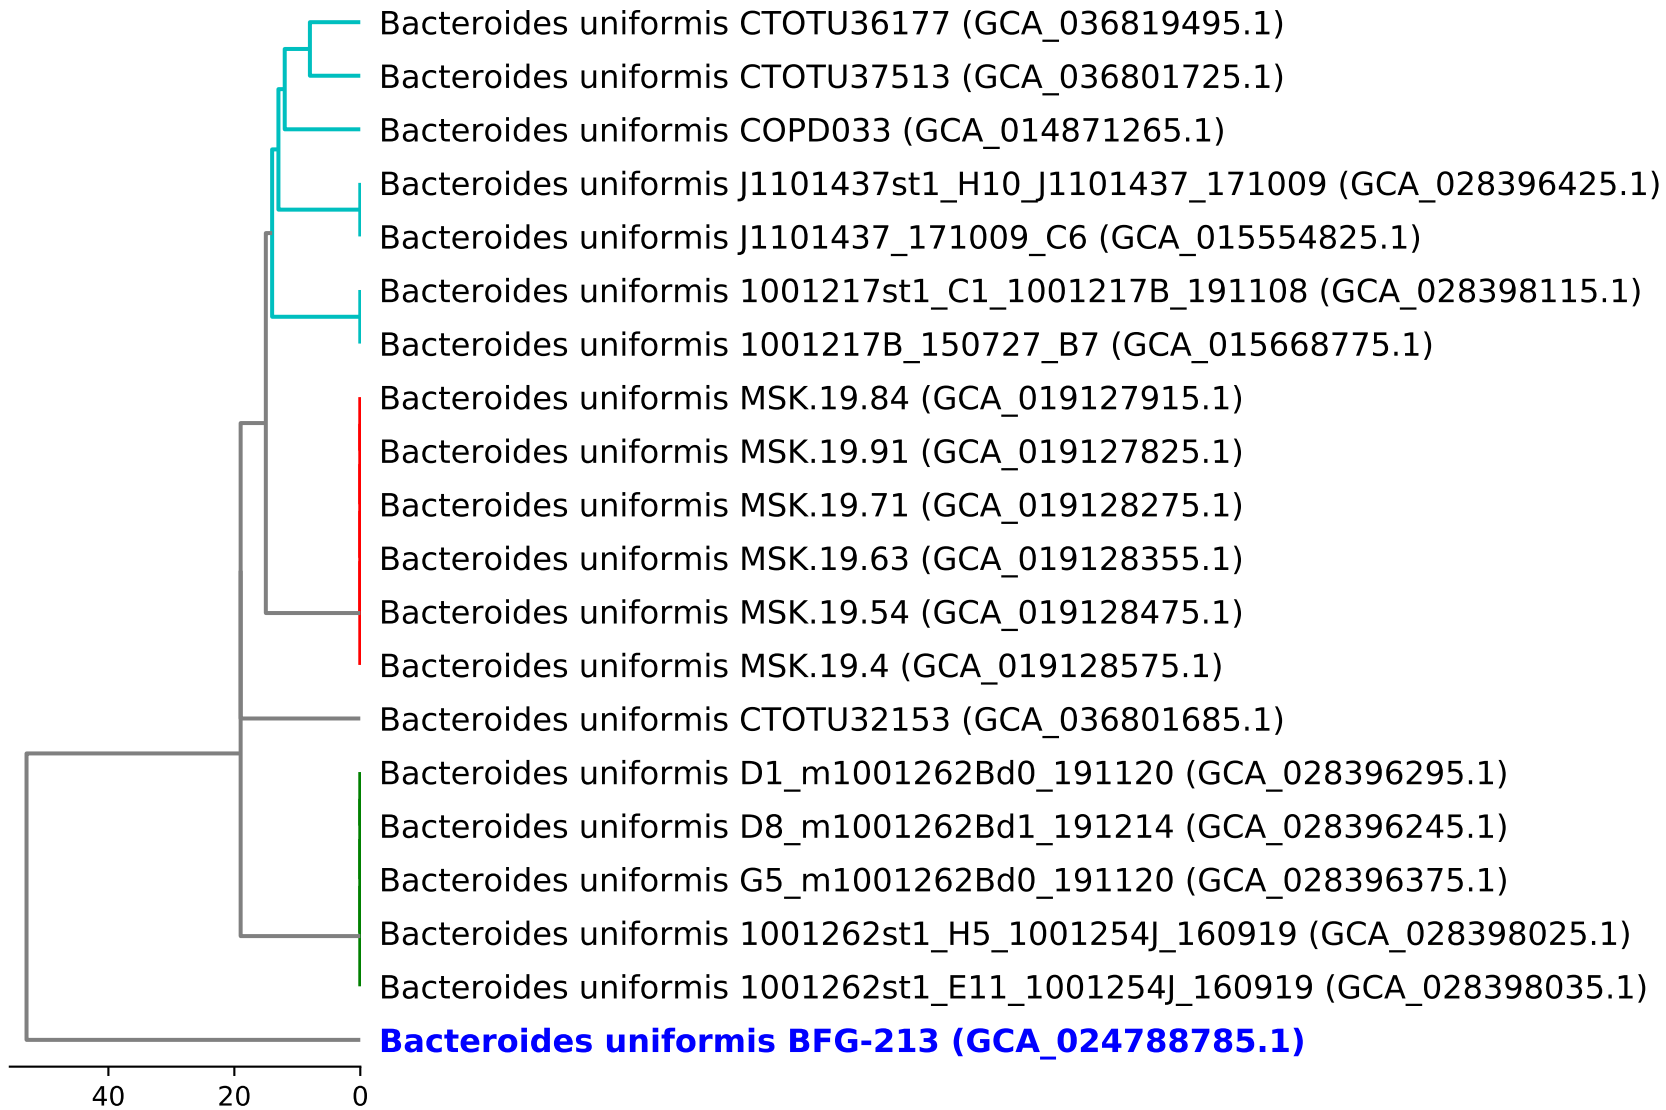 Bacteroides uniformis CTOTU36177 (GCA_036819495.1)
Bacteroides uniformis CTOTU37513 (GCA_036801725.1)
Bacteroides uniformis COPD033 (GCA_014871265.1)
Bacteroides uniformis J1101437st1_H10_J1101437_171009 (GCA_028396425.1)
Bacteroides uniformis J1101437_171009_C6 (GCA_015554825.1)
Bacteroides uniformis 1001217st1_C1_1001217B_191108 (GCA_028398115.1)
Bacteroides uniformis 1001217B_150727_B7 (GCA_015668775.1)
Bacteroides uniformis MSK.19.84 (GCA_019127915.1)
Bacteroides uniformis MSK.19.91 (GCA_019127825.1)
Bacteroides uniformis MSK.19.71 (GCA_019128275.1)
Bacteroides uniformis MSK.19.63 (GCA_019128355.1)
Bacteroides uniformis MSK.19.54 (GCA_019128475.1)
Bacteroides uniformis MSK.19.4 (GCA_019128575.1)
Bacteroides uniformis CTOTU32153 (GCA_036801685.1)
Bacteroides uniformis D1_m1001262Bd0_191120 (GCA_028396295.1)
Bacteroides uniformis D8_m1001262Bd1_191214 (GCA_028396245.1)
Bacteroides uniformis G5_m1001262Bd0_191120 (GCA_028396375.1)
Bacteroides uniformis 1001262st1_H5_1001254J_160919 (GCA_028398025.1)
Bacteroides uniformis 1001262st1_E11_1001254J_160919 (GCA_028398035.1)
Bacteroides uniformis BFG-213 (GCA_024788785.1)
40 20 0